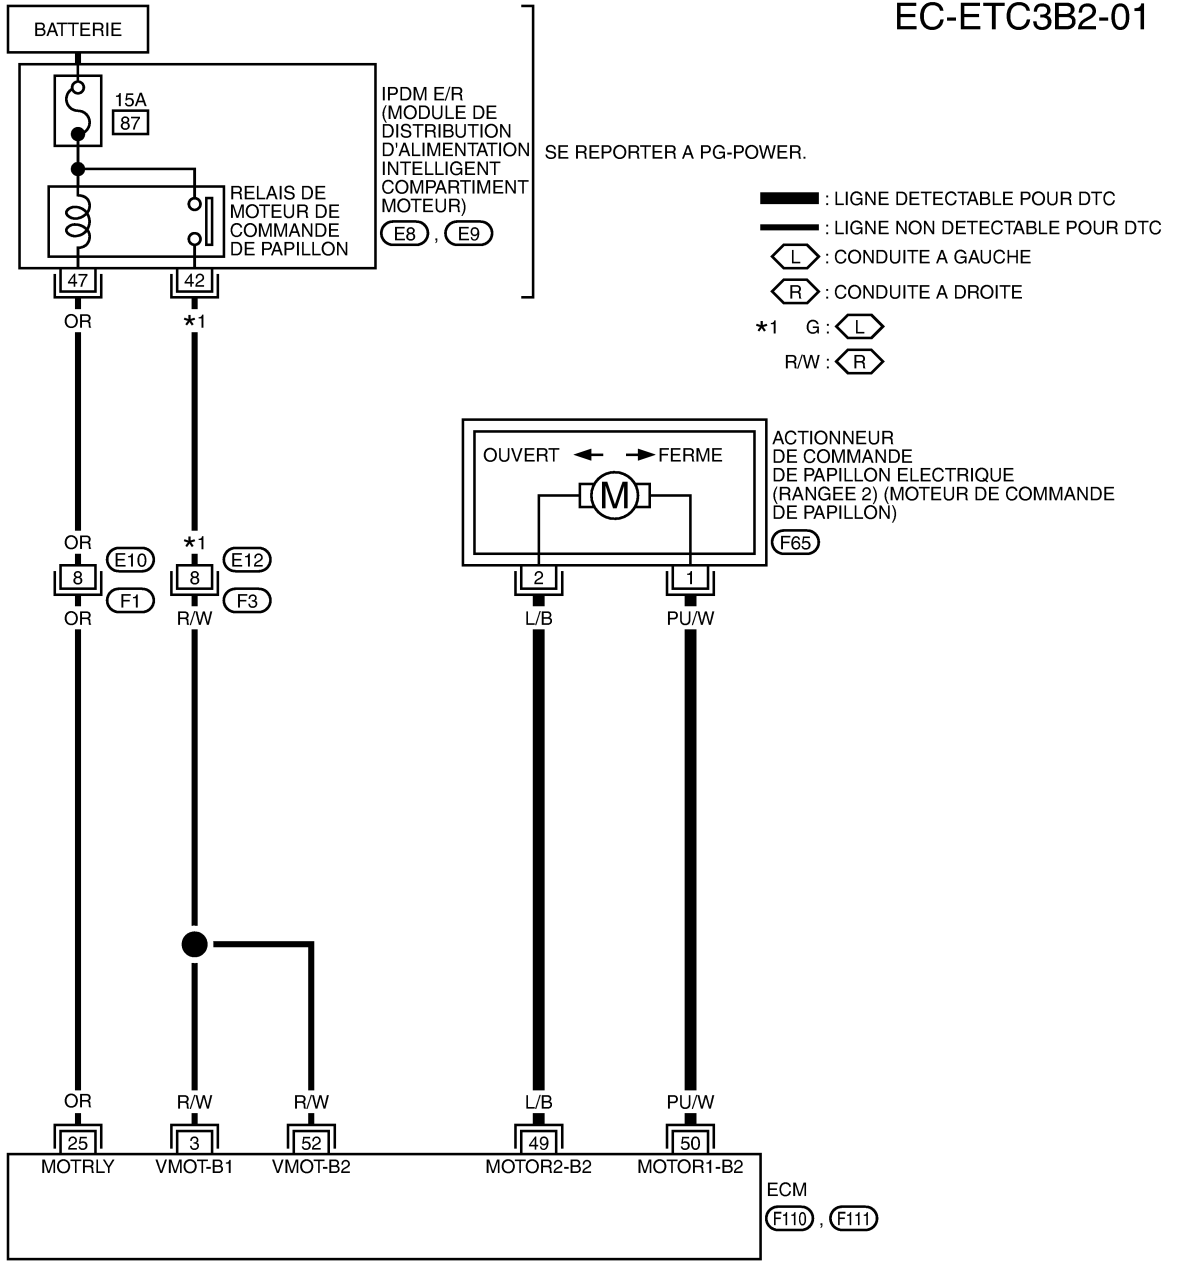 EC-ETC3B2-01
BATTERIE
15A
87
IPDM E/R
(MODULE DE
DISTRIBUTION
D'ALIMENTATION
INTELLIGENT
COMPARTIMENT
MOTEUR)
E8 , E9
SE REPORTER A PG-POWER.
RELAIS DE
MOTEUR DE
COMMANDE
DE PAPILLON
: LIGNE DETECTABLE POUR DTC
: LIGNE NON DETECTABLE POUR DTC
L : CONDUITE A GAUCHE
R : CONDUITE A DROITE
*1 G : L
R/W : R
47 42
OR *1
ACTIONNEUR
DE COMMANDE
DE PAPILLON ELECTRIQUE
(RANGEE 2) (MOTEUR DE COMMANDE
DE PAPILLON)
F65
OUVERT FERME
M
OR *1
8 E10 8 E12
F1 F3
2 1
OR R/W L/B PU/W
OR R/W R/W L/B PU/W
25 3 52 49 50
MOTRLY VMOT-B1 VMOT-B2 MOTOR2-B2 MOTOR1-B2
ECM
F110 , F111